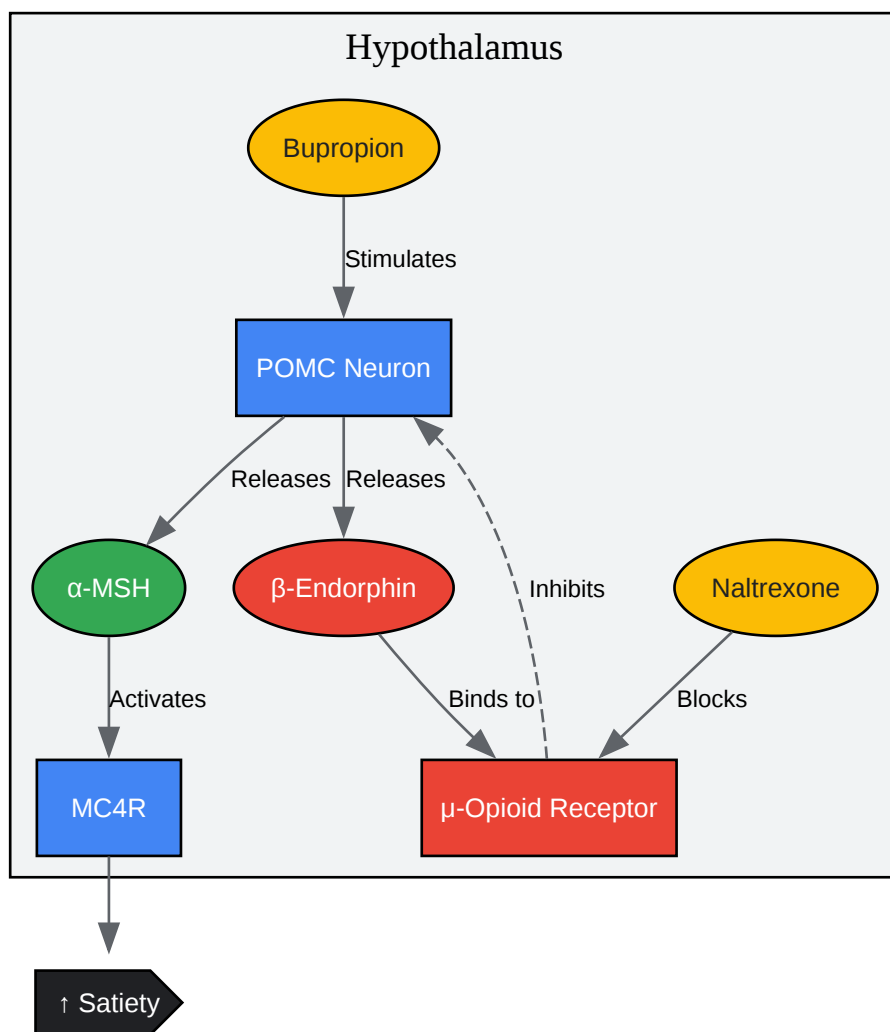 Hypothalamus
Bupropion
Stimulates
POMC Neuron
Releases
Releases
α-MSH
β-Endorphin
Inhibits
Naltrexone
Activates
Binds to
Blocks
MC4R
μ-Opioid Receptor
↑ Satiety